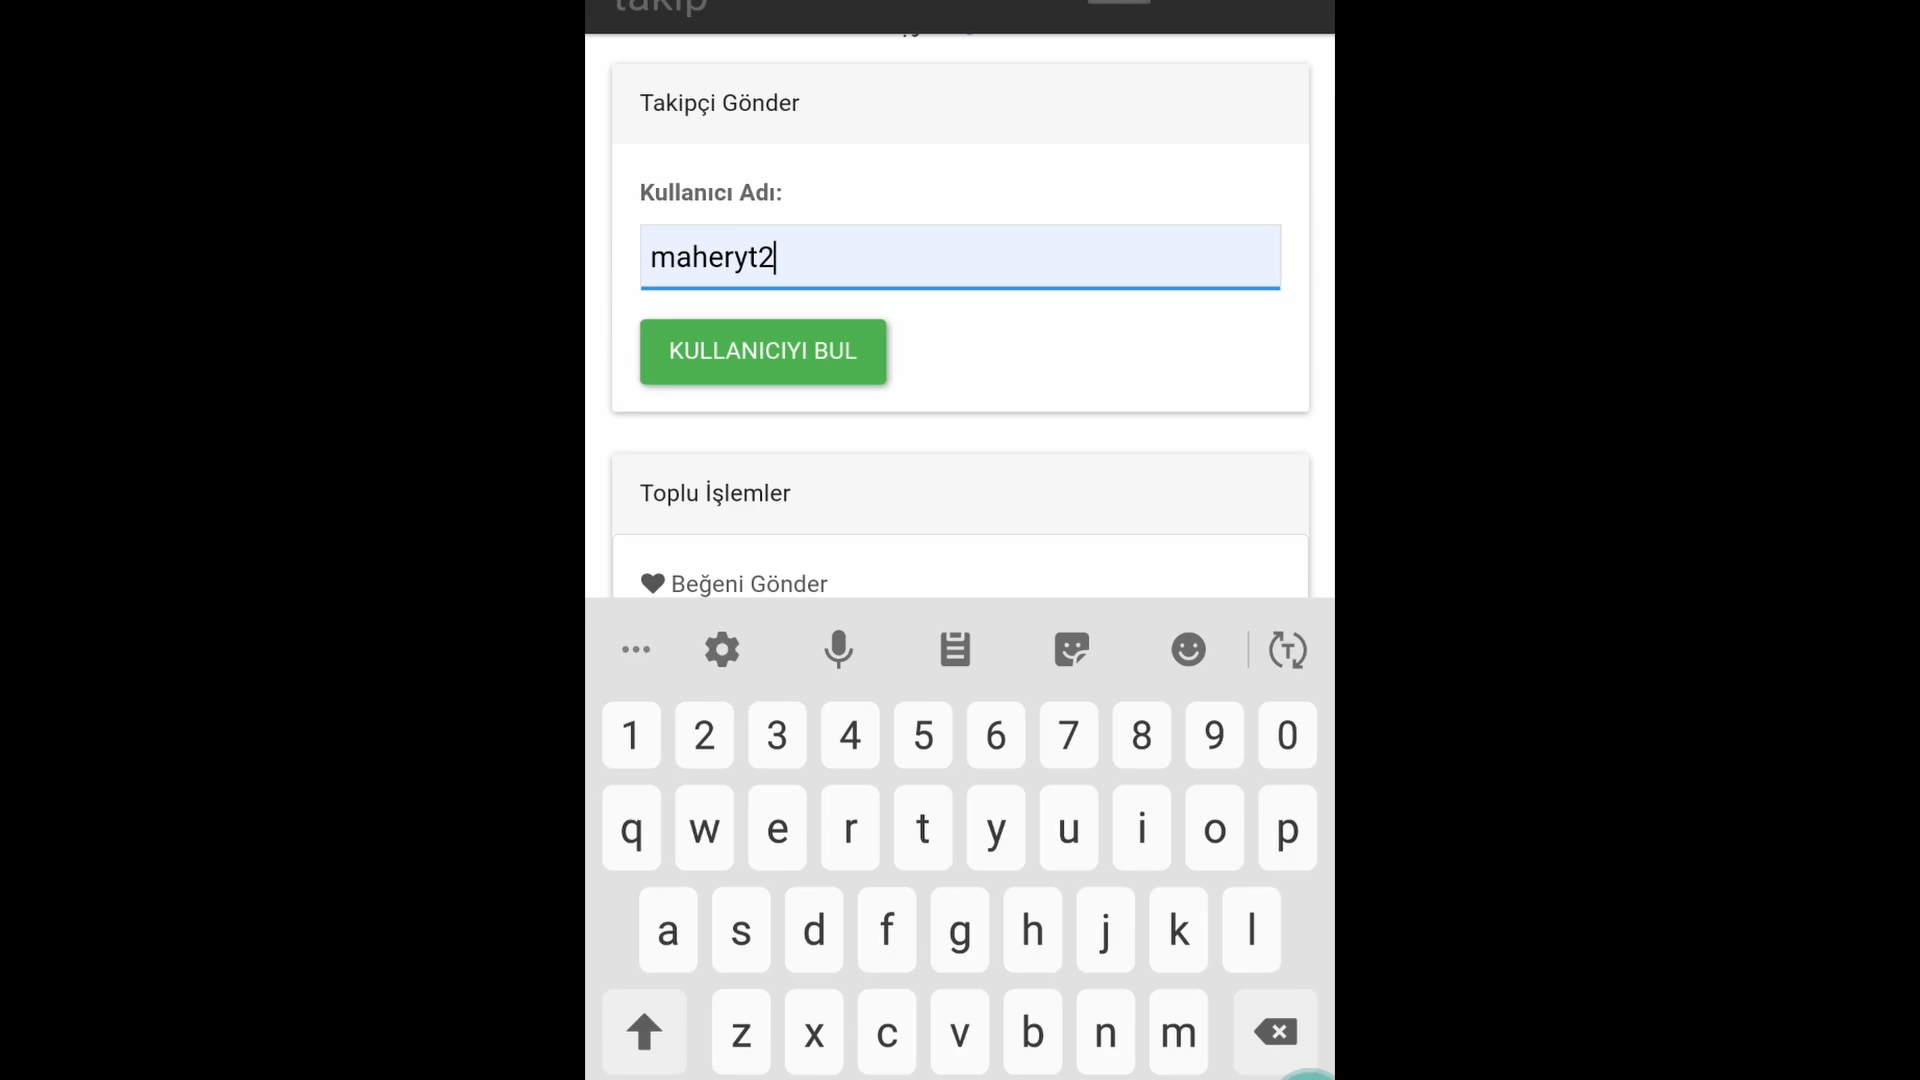 takip
Takipçi Gönder
Kullanıcı Adı:
maheryt2
KULLANICIYI BUL
Toplu İşlemler
Beğeni Gönder
1 2 3 4 5 6 7 8 9 0
q w e r t y u i o p
a s d f g h j k l
z x c v b n m